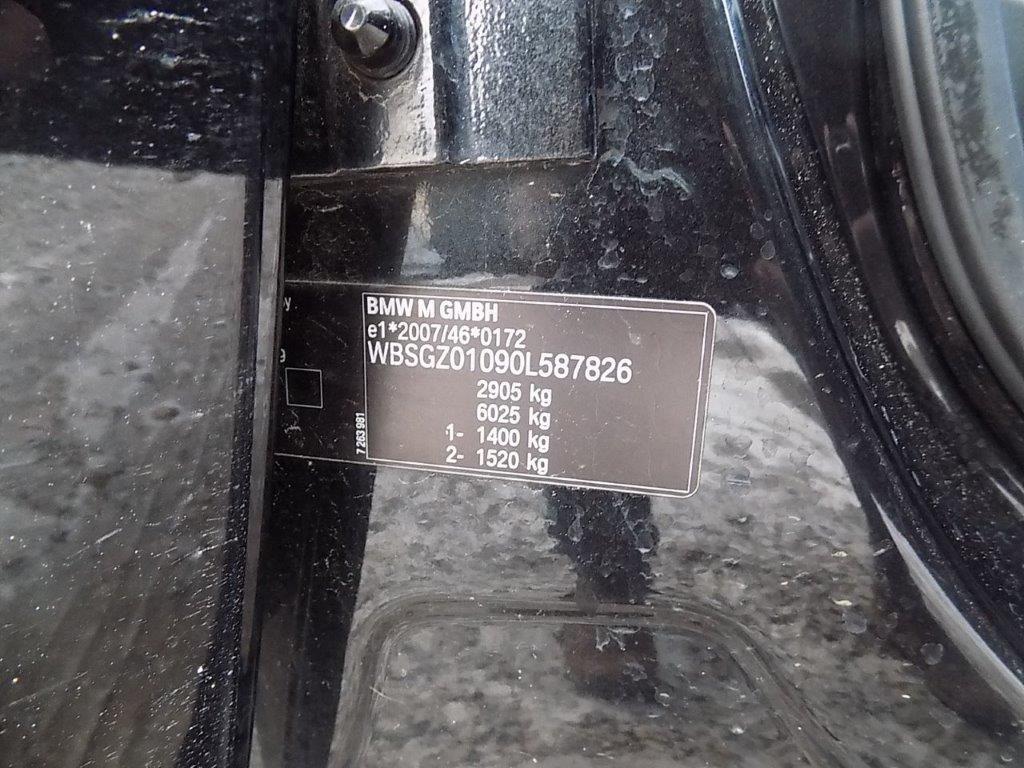 BMW M GMBH
e1*2007/46*0172
WBSGZ01090L587826
2905 kg
6025 kg
1- 1400 kg
2- 1520 kg
7 263 981